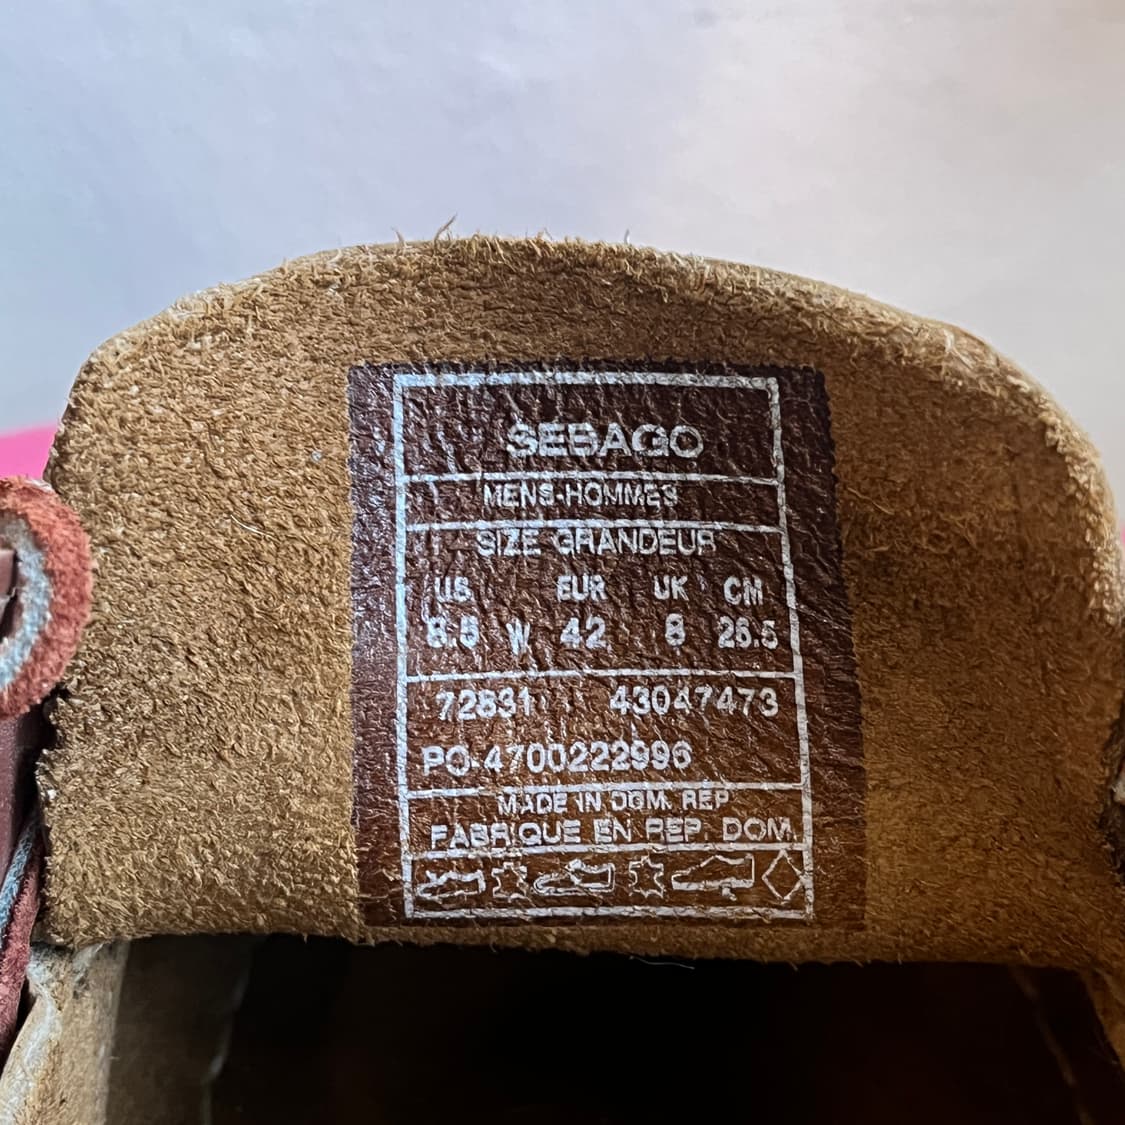 SEBAGO
MENS-HOMMES
SIZE GRANDEUR
US EUR UK CM
8.5 W 42 8 26.5
72831 43047473
PO-4700222996
MADE IN DOM. REP
FABRIQUE EN REP. DOM.